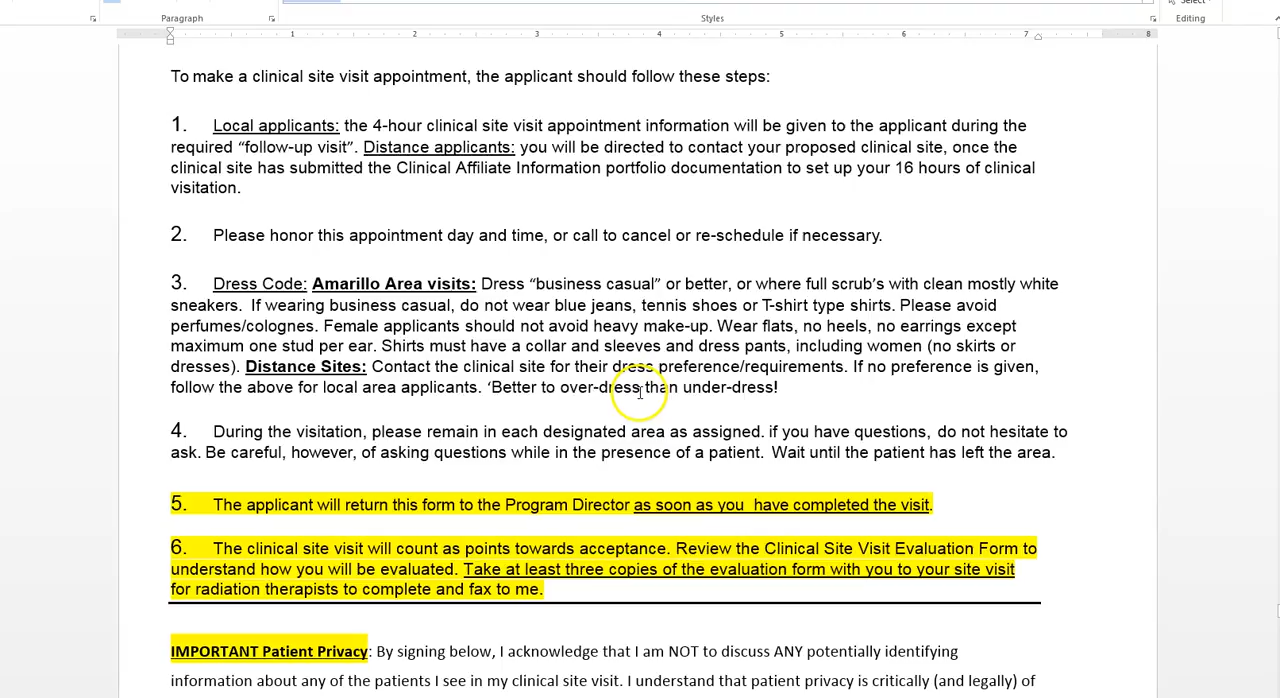 Paragraph
Styles
Editing
1 2 3 4 5 6 7 8
To make a clinical site visit appointment, the applicant should follow these steps:
1. Local applicants: the 4-hour clinical site visit appointment information will be given to the applicant during the
required “follow-up visit”. Distance applicants: you will be directed to contact your proposed clinical site, once the
clinical site has submitted the Clinical Affiliate Information portfolio documentation to set up your 16 hours of clinical
visitation.
2. Please honor this appointment day and time, or call to cancel or re-schedule if necessary.
3. Dress Code: Amarillo Area visits: Dress “business casual” or better, or where full scrub’s with clean mostly white
sneakers. If wearing business casual, do not wear blue jeans, tennis shoes or T-shirt type shirts. Please avoid
perfumes/colognes. Female applicants should not avoid heavy make-up. Wear flats, no heels, no earrings except
maximum one stud per ear. Shirts must have a collar and sleeves and dress pants, including women (no skirts or
dresses). Distance Sites: Contact the clinical site for their dress preference/requirements. If no preference is given,
follow the above for local area applicants. ‘Better to over-dress than under-dress!
4. During the visitation, please remain in each designated area as assigned. if you have questions, do not hesitate to
ask. Be careful, however, of asking questions while in the presence of a patient. Wait until the patient has left the area.
5. The applicant will return this form to the Program Director as soon as you have completed the visit.
6. The clinical site visit will count as points towards acceptance. Review the Clinical Site Visit Evaluation Form to
understand how you will be evaluated. Take at least three copies of the evaluation form with you to your site visit
for radiation therapists to complete and fax to me.
IMPORTANT Patient Privacy: By signing below, I acknowledge that I am NOT to discuss ANY potentially identifying
information about any of the patients I see in my clinical site visit. I understand that patient privacy is critically (and legally) of